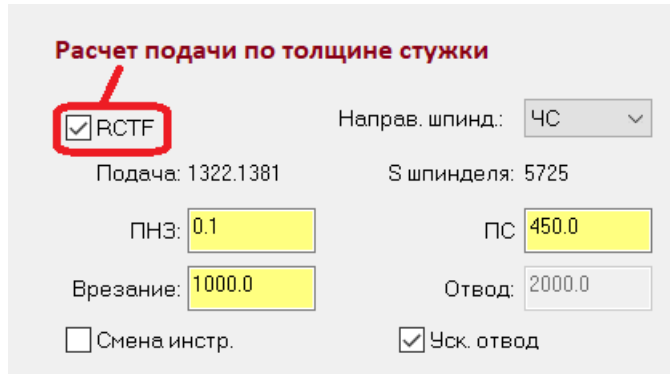 Расчет подачи по толщине стужки
RCTF
Направ. шпинд.: ЧС
Подача: 1322.1381
S шпинделя: 5725
ПНЗ: 0.1
ПС 450.0
Врезание: 1000.0
Отвод: 2000.0
Смена инстр.
Уск. отвод